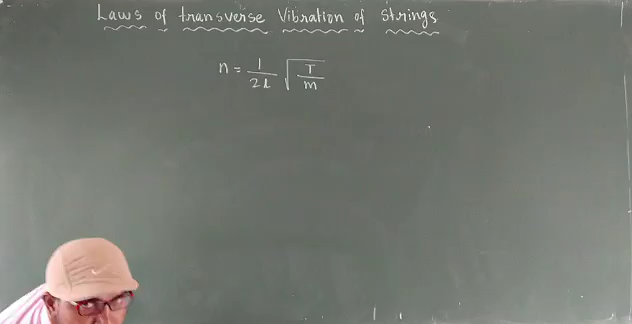 Laws of transverse Vibration of Strings
n = 1/2l √T/m